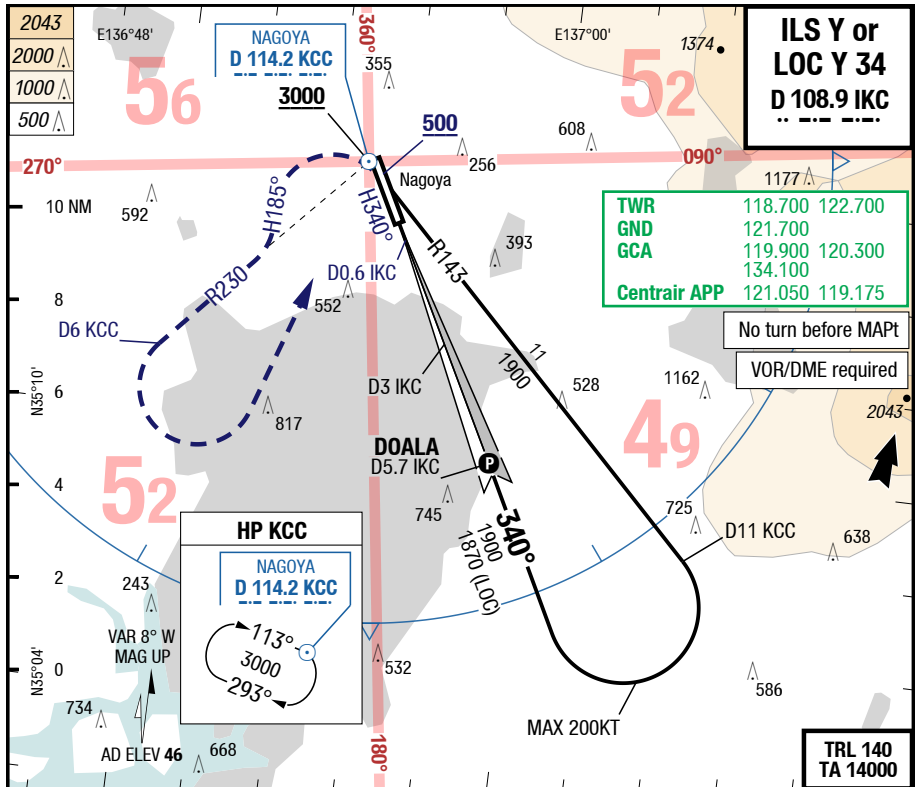 2043
2000
1000
500
E136°48'
NAGOYA
D 114.2 KCC
360°
355
56
3000
E137°00'
1374
52
ILS Y or
LOC Y 34
D 108.9 IKC
500
608
256
090°
270°
1177
Nagoya
10 NM
592
H185°
H340°
R143
393
TWR 118.700 122.700
GND 121.700
GCA 119.900 120.300
134.100
Centrair APP 121.050 119.175
R230
D0.6 IKC
8
552
D6 KCC
11
1900
No turn before MAPt
VOR/DME required
N35°10'
6
D3 IKC
528
1162
2043
817
DOALA
D5.7 IKC
P
49
52
4
745
340°
1900
1870 (LOC)
725
D11 KCC
638
HP KCC
NAGOYA
D 114.2 KCC
113°
3000
293°
2
243
VAR 8° W
MAG UP
N35°04'
0
532
586
734
MAX 200KT
AD ELEV 46
668
180°
TRL 140
TA 14000